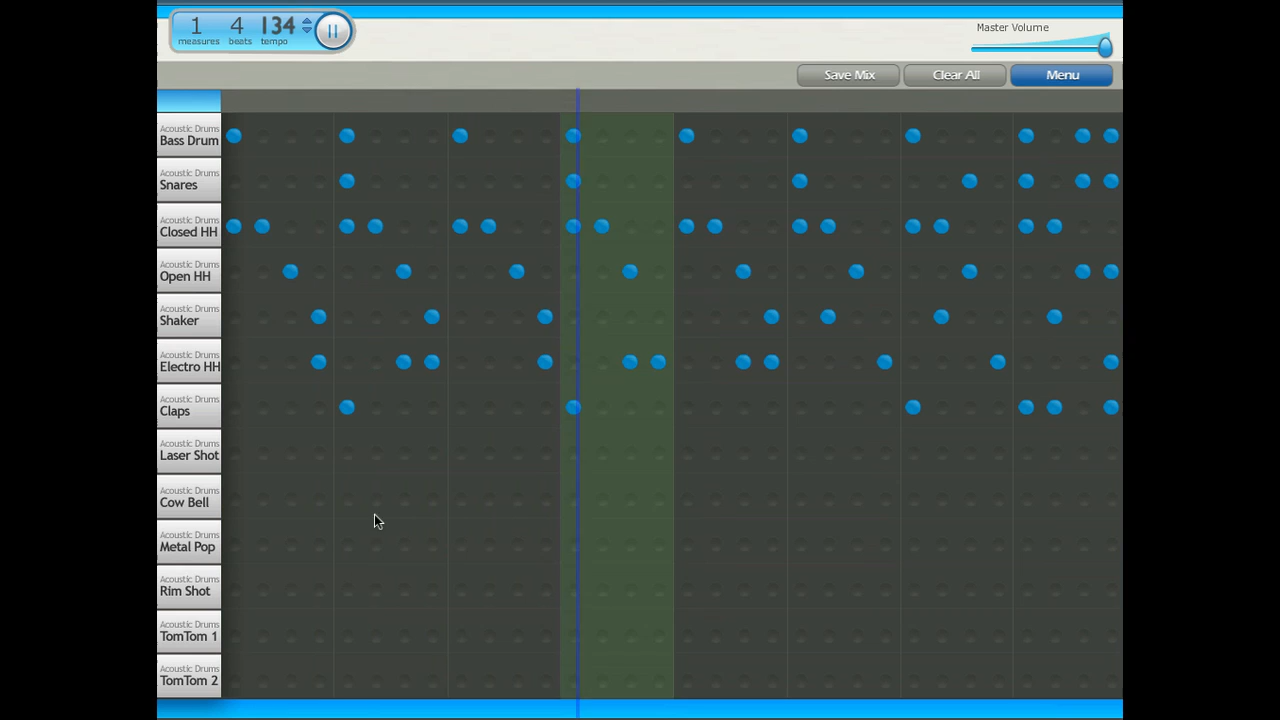 1 4 134
measures beats tempo
Master Volume
Save Mix Clear All Menu
Acoustic Drums
Bass Drum
Acoustic Drums
Snares
Acoustic Drums
Closed HH
Acoustic Drums
Open HH
Acoustic Drums
Shaker
Acoustic Drums
Electro HH
Acoustic Drums
Claps
Acoustic Drums
Laser Shot
Acoustic Drums
Cow Bell
Acoustic Drums
Metal Pop
Acoustic Drums
Rim Shot
Acoustic Drums
TomTom 1
Acoustic Drums
TomTom 2